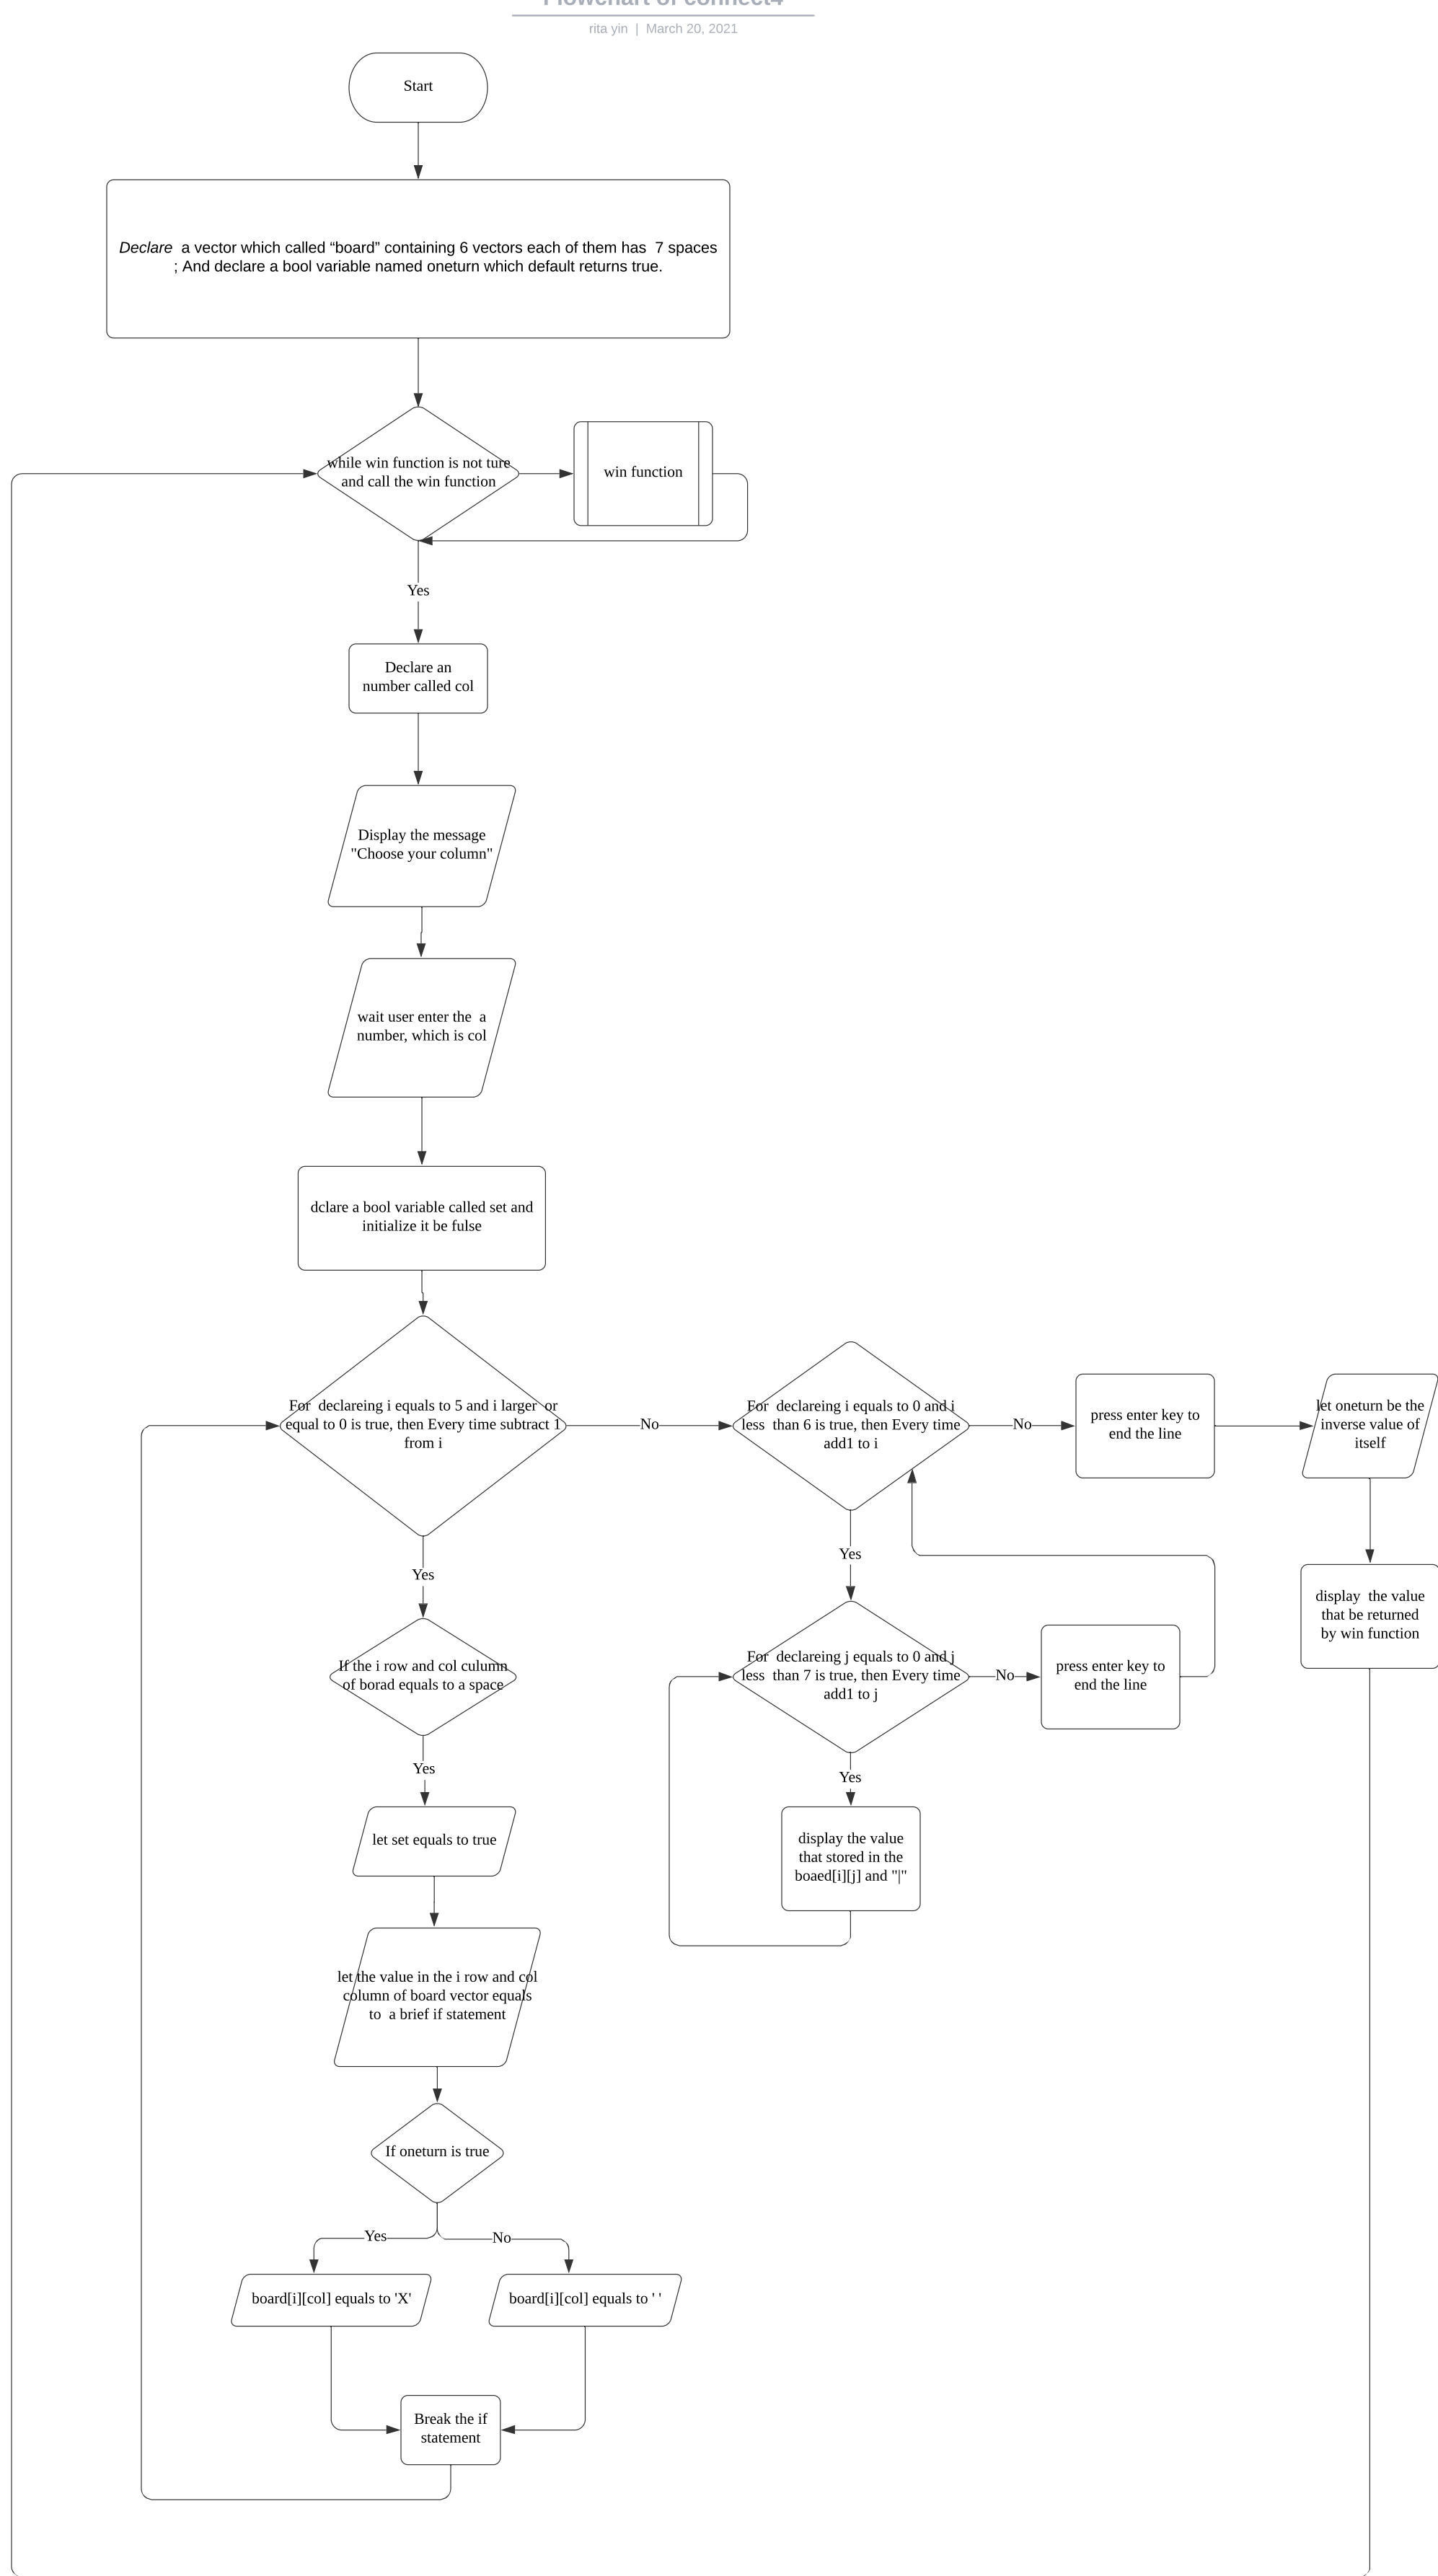 Flowchart of connect4
rita yin | March 20, 2021
Start
Declare a vector which called “board” containing 6 vectors each of them has 7 spaces
; And declare a bool variable named oneturn which default returns true.
while win function is not ture
and call the win function
win function
Yes
Declare an
number called col
Display the message
"Choose your column"
wait user enter the a
number, which is col
dclare a bool variable called set and
initialize it be fulse
For declareing i equals to 5 and i larger or
equal to 0 is true, then Every time subtract 1
from i
No
For declareing i equals to 0 and i
less than 6 is true, then Every time
add1 to i
No
press enter key to
end the line
let oneturn be the
inverse value of
itself
Yes
Yes
display the value
that be returned
by win function
If the i row and col culumn
of borad equals to a space
For declareing j equals to 0 and j
less than 7 is true, then Every time
add1 to j
No
press enter key to
end the line
Yes
Yes
let set equals to true
display the value
that stored in the
boaed[i][j] and "|"
let the value in the i row and col
column of board vector equals
to a brief if statement
If oneturn is true
Yes
No
board[i][col] equals to 'X'
board[i][col] equals to ' '
Break the if
statement